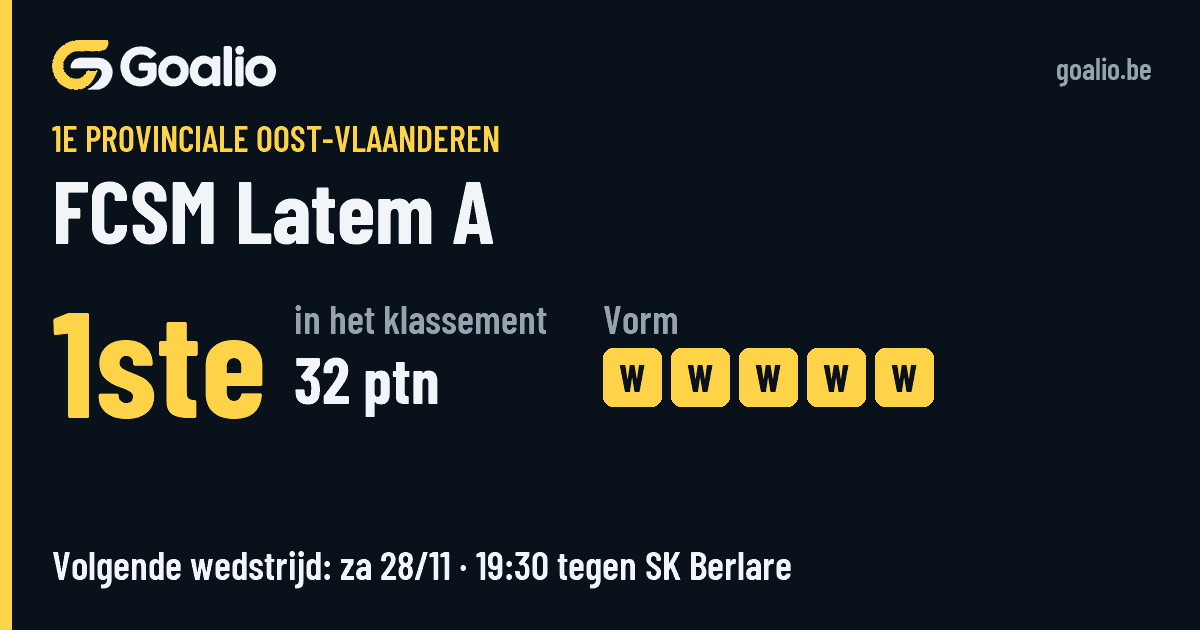 Goalio
goalio.be
1E PROVINCIALE OOST-VLAANDEREN
FCSM Latem A
1ste
in het klassement
32 ptn
Vorm
W W W W W
Volgende wedstrijd: za 28/11 · 19:30 tegen SK Berlare